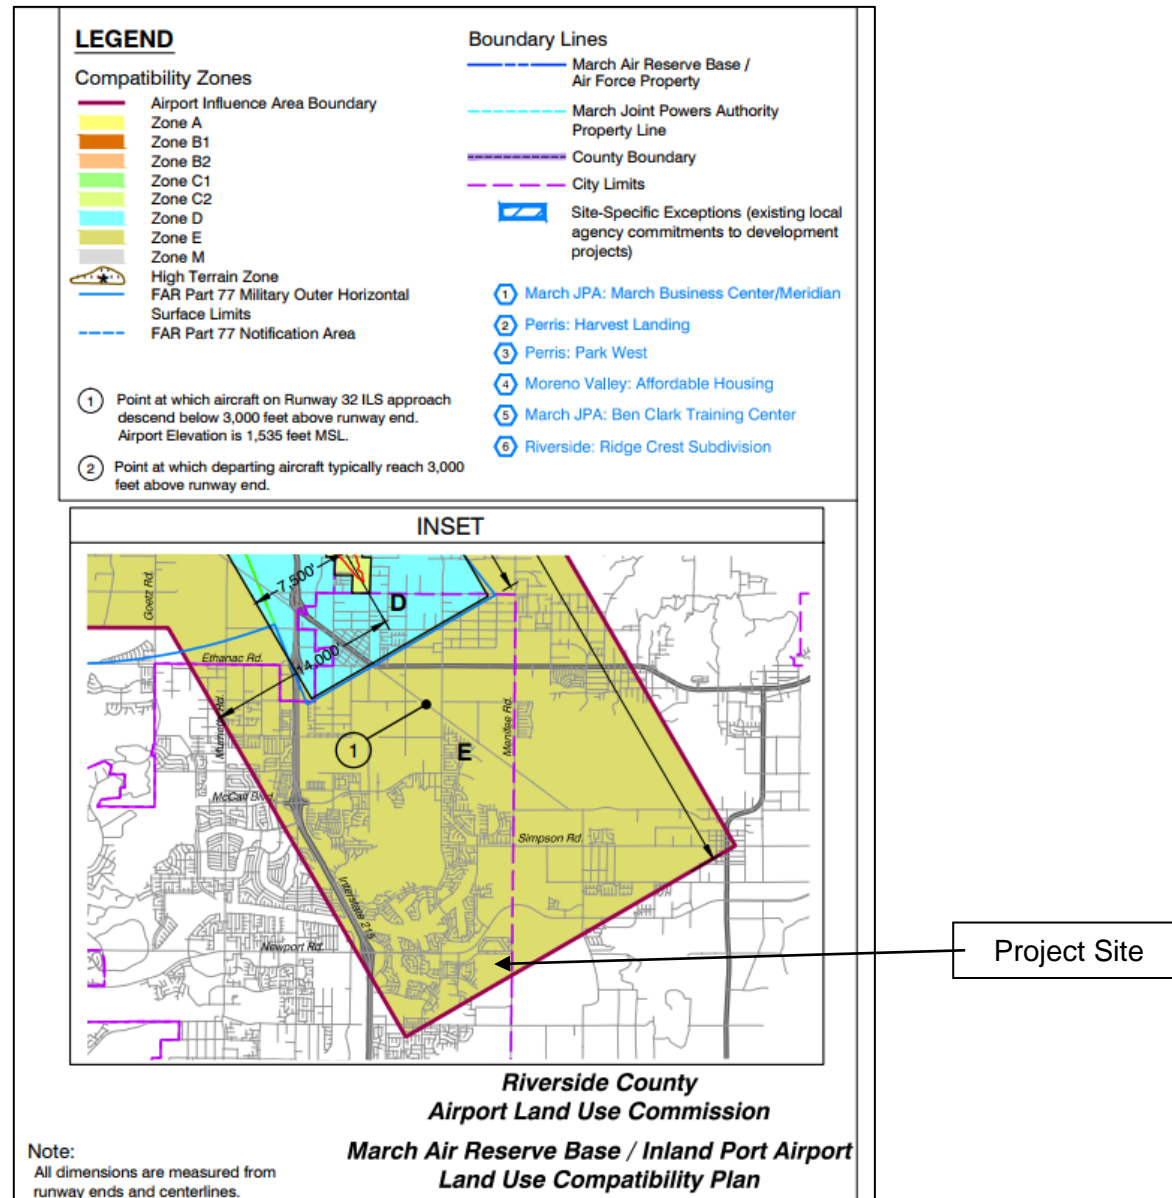 LEGEND
Compatibility Zones
Airport Influence Area Boundary
Zone A
Zone B1
Zone B2
Zone C1
Zone C2
Zone D
Zone E
Zone M
High Terrain Zone
FAR Part 77 Military Outer Horizontal
Surface Limits
FAR Part 77 Notification Area
1 Point at which aircraft on Runway 32 ILS approach
descend below 3,000 feet above runway end.
Airport Elevation is 1,535 feet MSL.
2 Point at which departing aircraft typically reach 3,000
feet above runway end.
Boundary Lines
March Air Reserve Base /
Air Force Property
March Joint Powers Authority
Property Line
County Boundary
City Limits
Site-Specific Exceptions (existing local
agency commitments to development
projects)
1 March JPA: March Business Center/Meridian
2 Perris: Harvest Landing
3 Perris: Park West
4 Moreno Valley: Affordable Housing
5 March JPA: Ben Clark Training Center
6 Riverside: Ridge Crest Subdivision
INSET
Goetz Rd.
7,500'
D
Ethanac Rd.
14,000'
Murrieta Rd.
Menifee Rd.
1
E
McCall Blvd.
Simpson Rd.
Interstate 215
Newport Rd.
Project Site
Riverside County
Airport Land Use Commission
March Air Reserve Base / Inland Port Airport
Land Use Compatibility Plan
Note:
All dimensions are measured from
runway ends and centerlines.